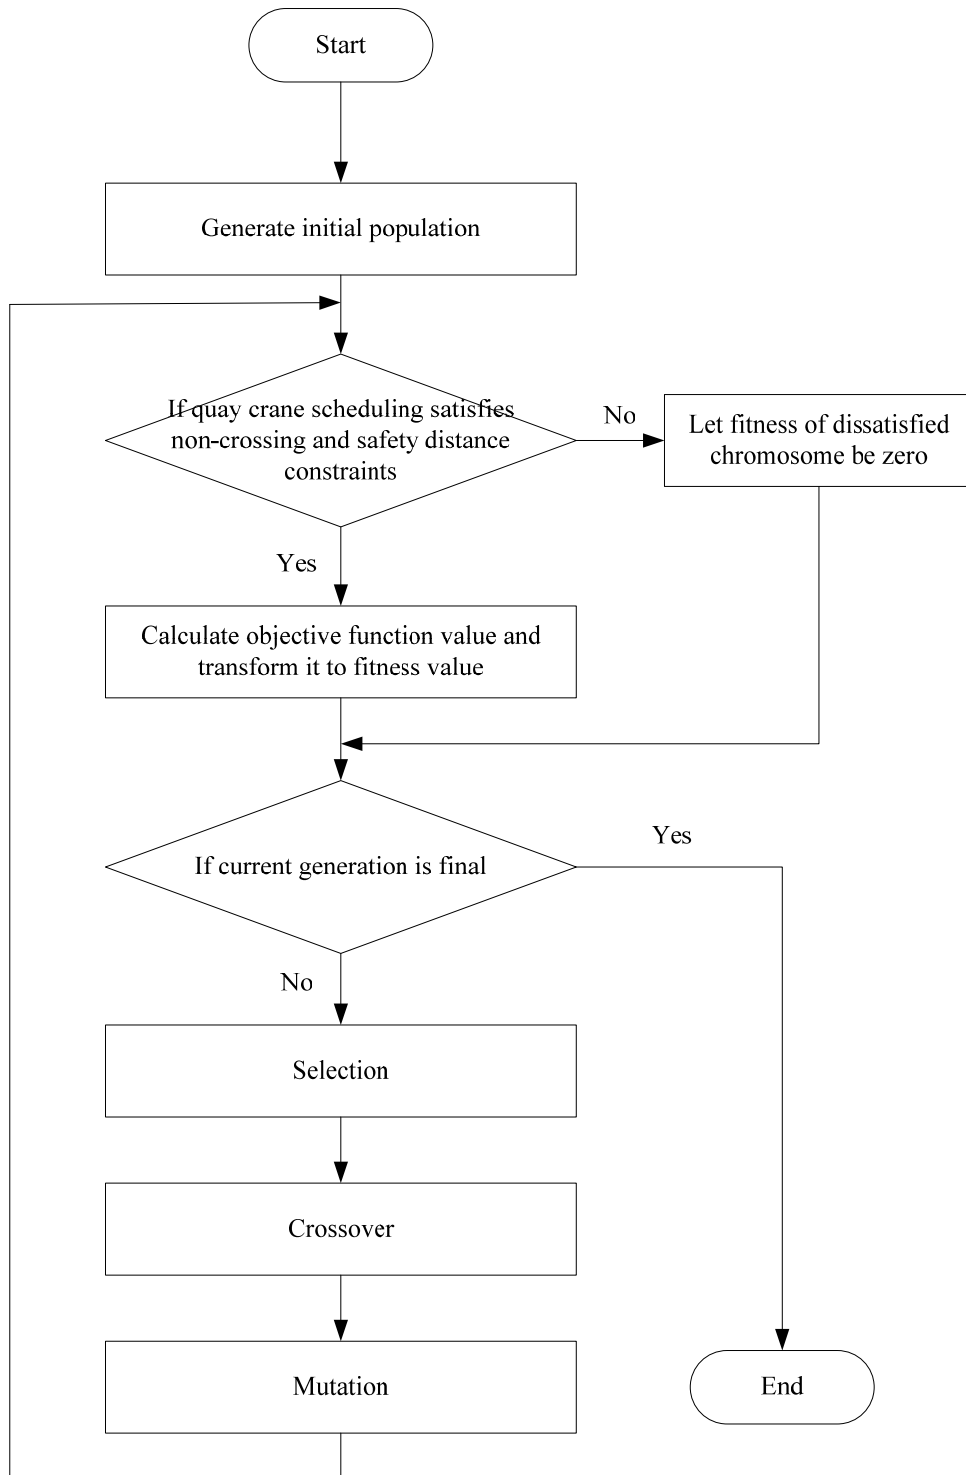 Start
Generate initial population
If quay crane scheduling satisfies
non-crossing and safety distance
constraints
No
Let fitness of dissatisfied
chromosome be zero
Yes
Calculate objective function value and
transform it to fitness value
Yes
If current generation is final
No
Selection
Crossover
Mutation
End